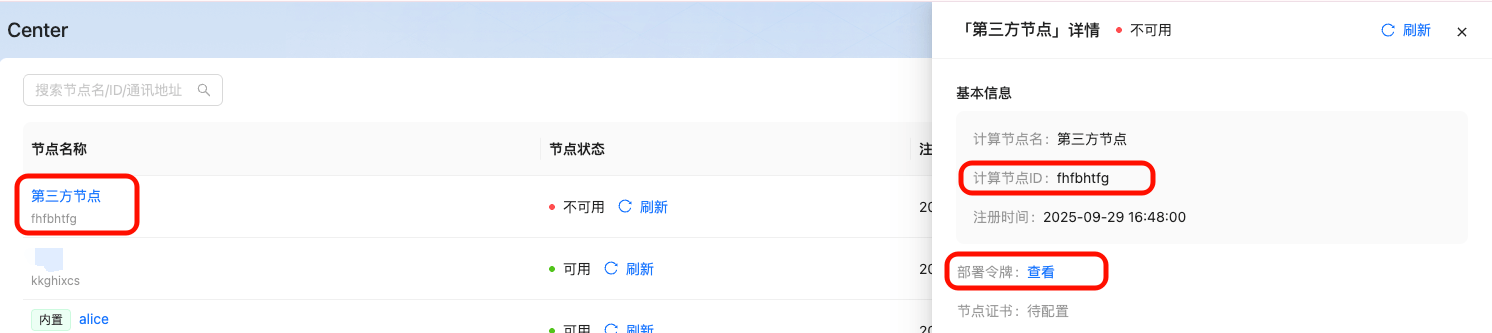 Center
搜索节点名/ID/通讯地址
节点名称 节点状态 注
第三方节点
fhfbhtfg
不可用 刷新 20
kkghixcs
可用 刷新 20
内置 alice
可用 刷新 20
「第三方节点」详情 不可用 刷新
基本信息
计算节点名： 第三方节点
计算节点ID： fhfbhtfg
注册时间： 2025-09-29 16:48:00
部署令牌： 查看
节点证书： 待配置